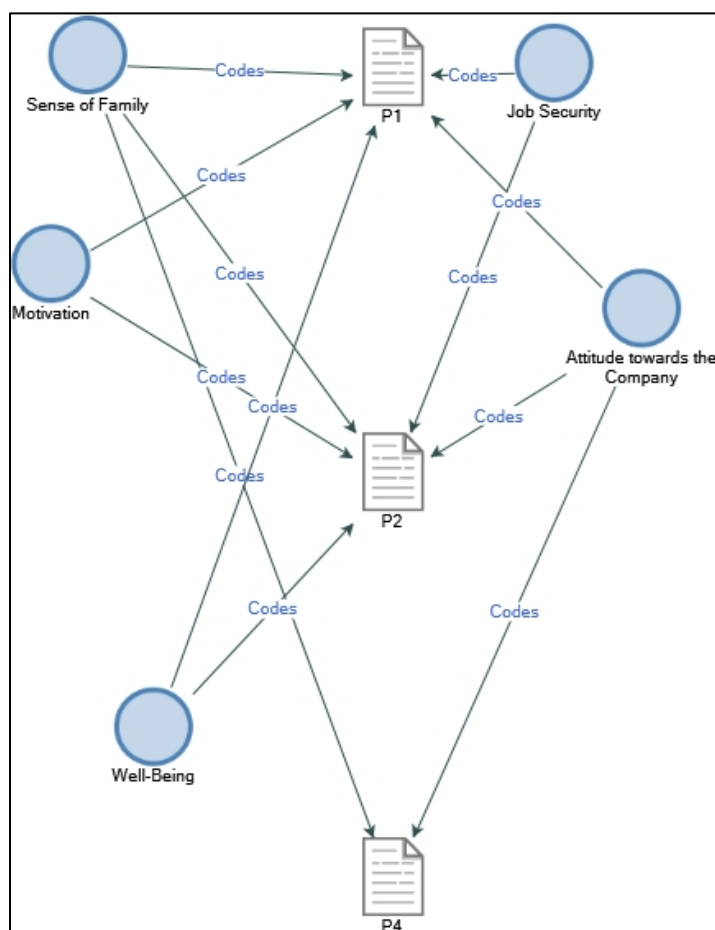 Codes
Codes
Sense of Family
P1
Job Security
Codes
Codes
Codes
Codes
Motivation
Attitude towards the
Company
Codes
Codes
Codes
Codes
P2
Codes
Codes
Well-Being
P4